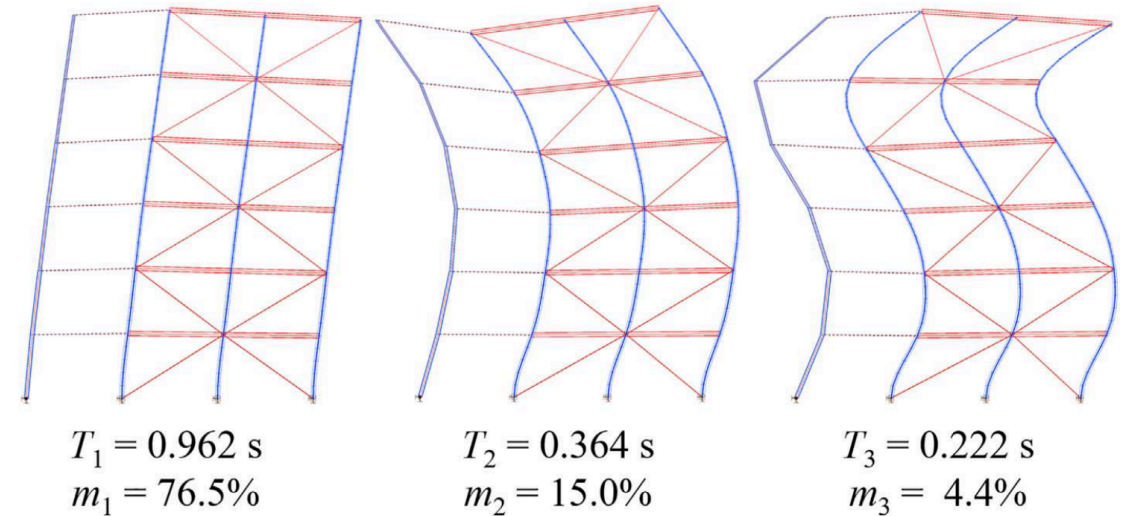 T₁ = 0.962 s
m₁ = 76.5%
T₂ = 0.364 s
m₂ = 15.0%
T₃ = 0.222 s
m₃ = 4.4%